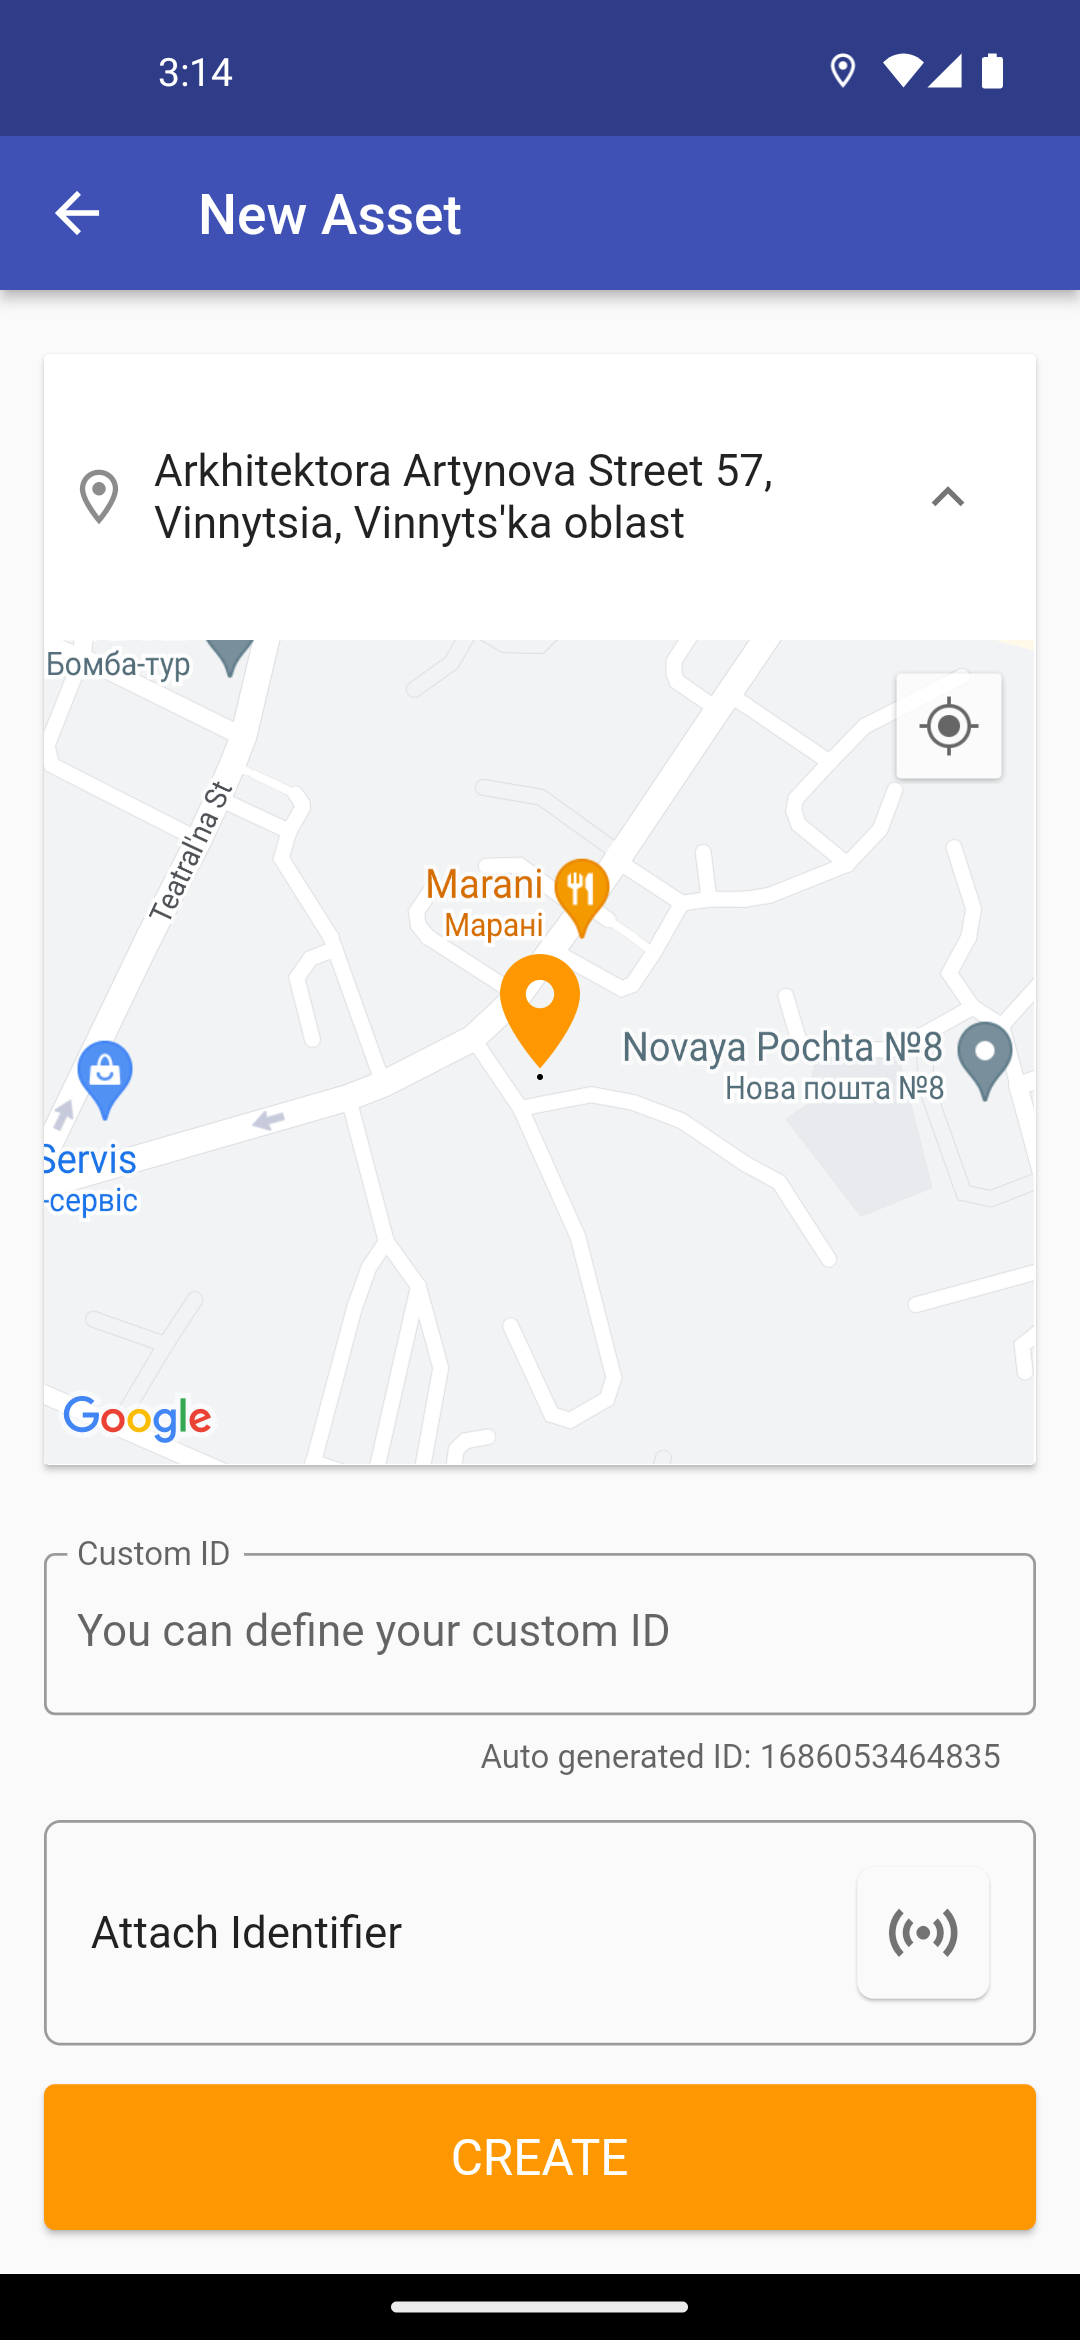 3:14
New Asset
Arkhitektora Artynova Street 57,
Vinnytsia, Vinnyts'ka oblast
Бомба-тур
Teatral'na St
Marani
Марані
Novaya Pochta №8
Нова пошта №8
Servis
-сервіс
Google
Custom ID
You can define your custom ID
Auto generated ID: 1686053464835
Attach Identifier
CREATE